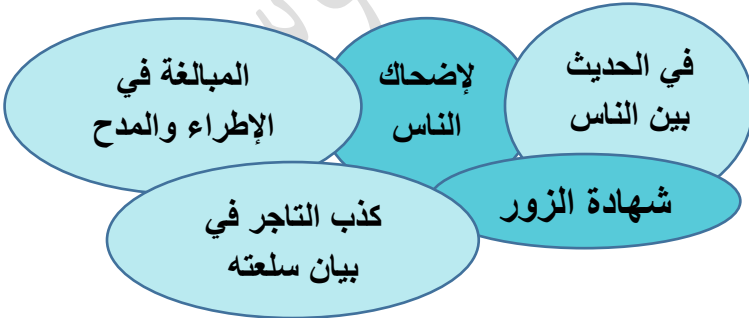 في الحديث
بين الناس
لإضحاك
الناس
المبالغة في
الإطراء والمدح
شهادة الزور
كذب التاجر في
بيان سلعته